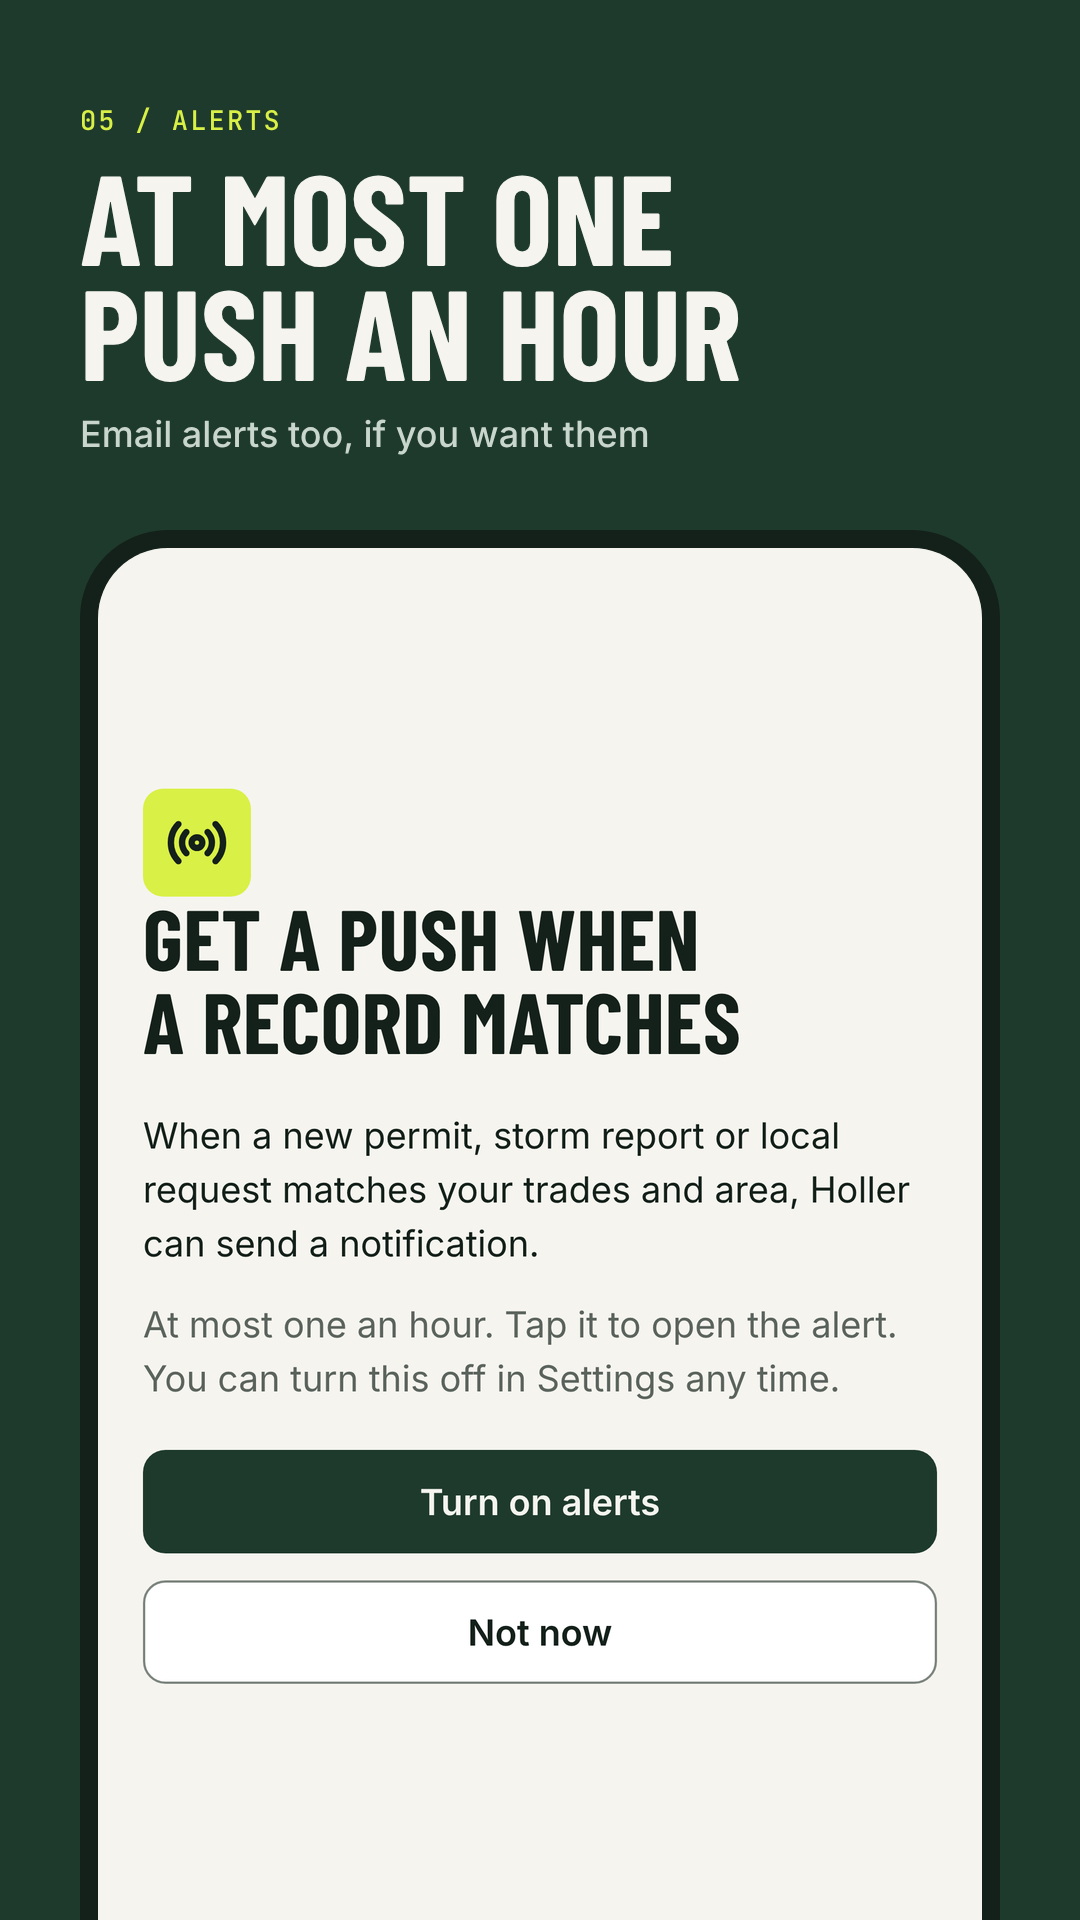 05 / ALERTS
AT MOST ONE
PUSH AN HOUR
Email alerts too, if you want them
GET A PUSH WHEN
A RECORD MATCHES
When a new permit, storm report or local
request matches your trades and area, Holler
can send a notification.
At most one an hour. Tap it to open the alert.
You can turn this off in Settings any time.
Turn on alerts
Not now